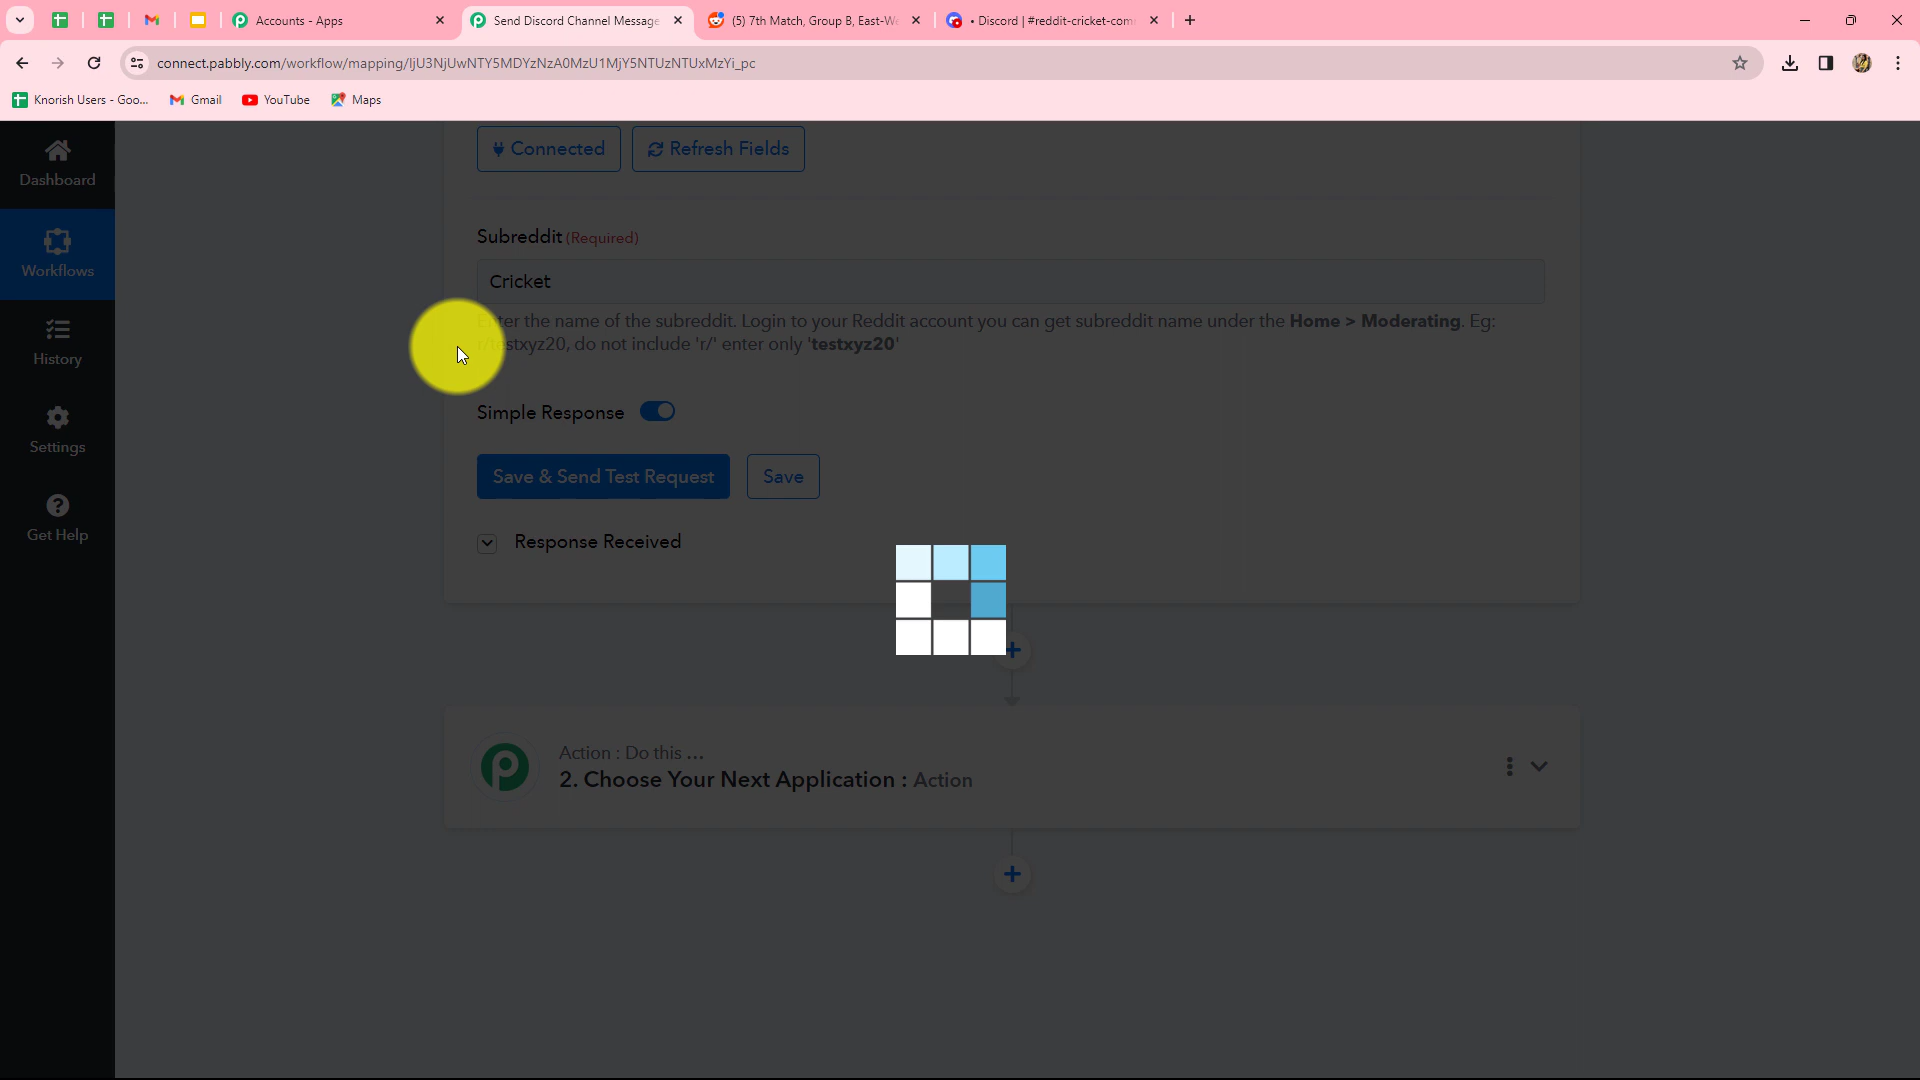 Accounts - Apps
Send Discord Channel Message
(5) 7th Match, Group B, East-We
• Discord | #reddit-cricket-com
connect.pabbly.com/workflow/mapping/IjU3NjUwNTY5MDYzNzA0MzU1MjY5NTUzNTUxMzYi_pc
Knorish Users - Goo...
Gmail
YouTube
Maps
Dashboard
Workflows
History
Settings
Get Help
Connected
Refresh Fields
Subreddit (Required)
Cricket
Enter the name of the subreddit. Login to your Reddit account you can get subreddit name under the Home > Moderating. Eg:
r/testxyz20, do not include 'r/' enter only 'testxyz20'
Simple Response
Save & Send Test Request
Save
Response Received
Action : Do this ...
2. Choose Your Next Application : Action